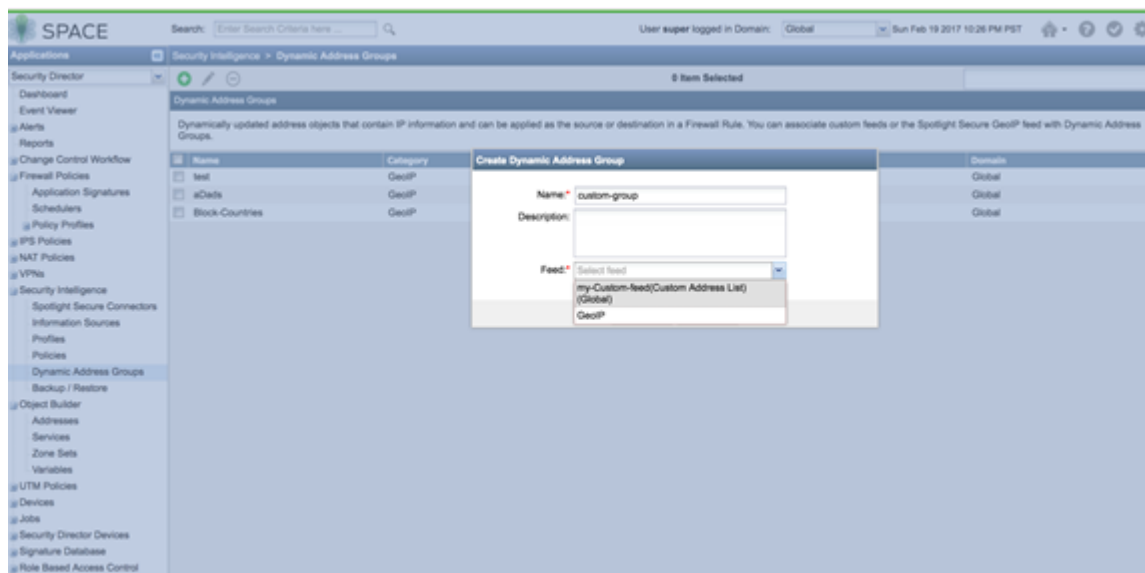 SPACE
Search: Enter Search Criteria here ...
User super logged in Domain: Global
Sun Feb 19 2017 10:26 PM PST
Applications
Security Intelligence > Dynamic Address Groups
Security Director
0 Item Selected
Dashboard
Event Viewer
Alerts
Reports
Change Control Workflow
Firewall Policies
Application Signatures
Schedulers
Policy Profiles
IPS Policies
NAT Policies
VPNs
Security Intelligence
Spotlight Secure Connectors
Information Sources
Profiles
Policies
Dynamic Address Groups
Backup / Restore
Object Builder
Addresses
Services
Zone Sets
Variables
UTM Policies
Devices
Jobs
Security Director Devices
Signature Database
Role Based Access Control
Dynamic Address Groups
Dynamically updated address objects that contain IP information and can be applied as the source or destination in a Firewall Rule. You can associate custom feeds or the Spotlight Secure GeoIP feed with Dynamic Address
Groups.
Name Category Domain
test GeoIP Global
aDads GeoIP Global
Block-Countries GeoIP Global
Create Dynamic Address Group
Name:* custom-group
Description:
Feed:* Select feed
my-Custom-feed(Custom Address List)
(Global)
GeoIP